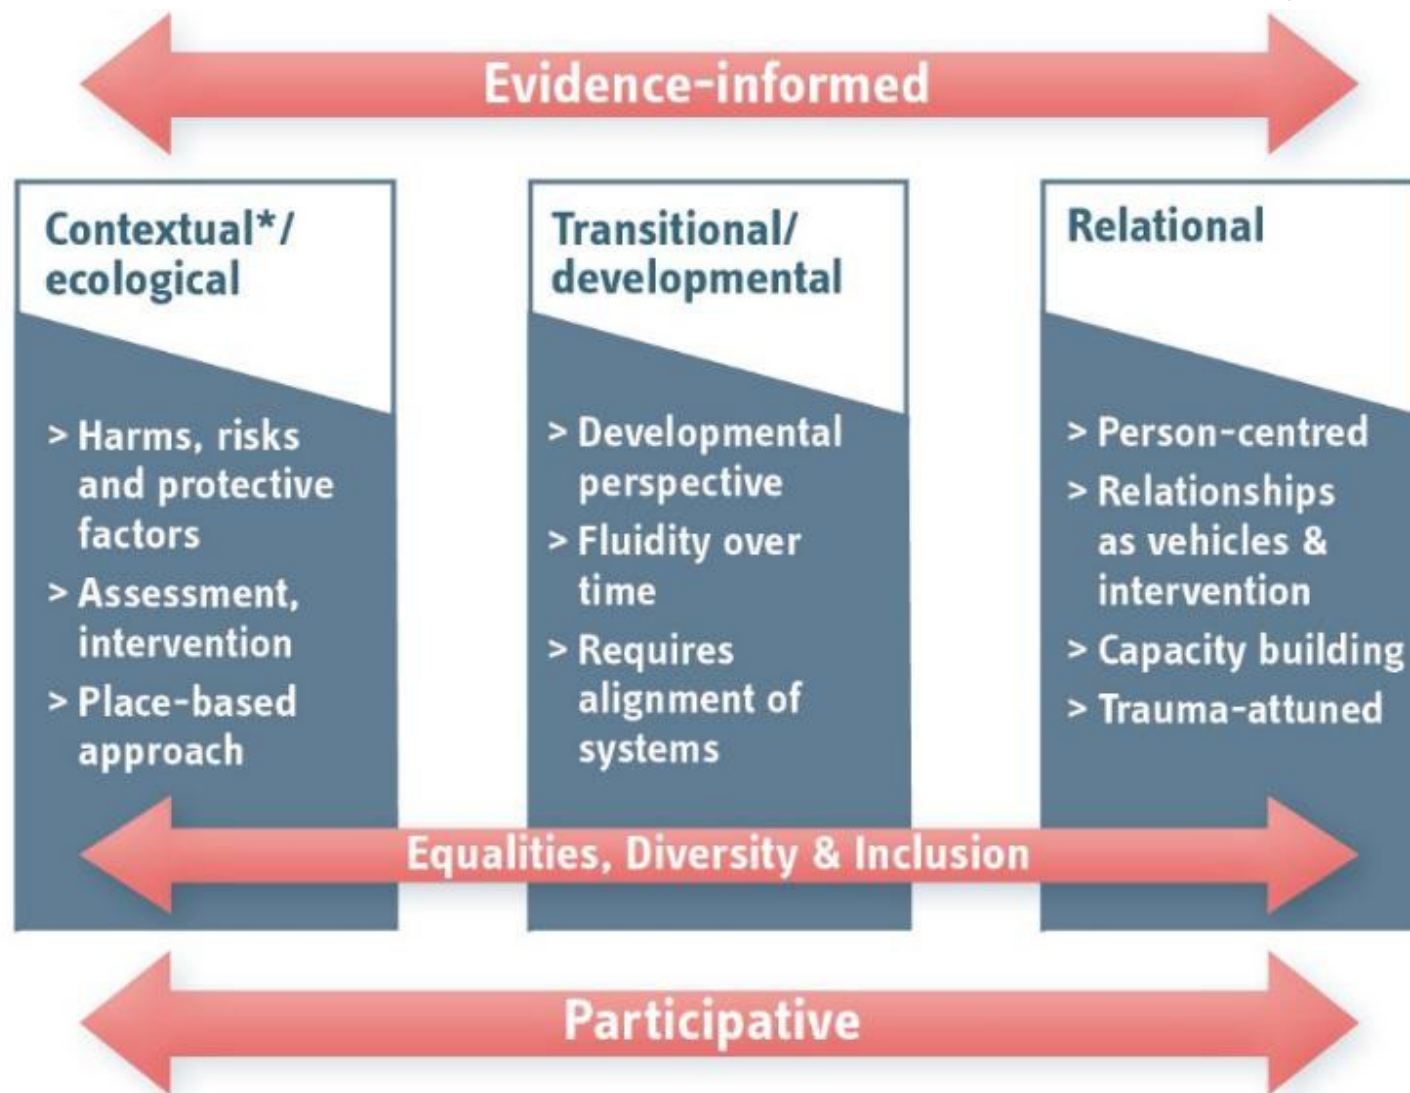 Evidence-informed
Contextual*/
ecological
> Harms, risks
and protective
factors
> Assessment,
intervention
> Place-based
approach
Transitional/
developmental
> Developmental
perspective
> Fluidity over
time
> Requires
alignment of
systems
Relational
> Person-centred
> Relationships
as vehicles &
intervention
> Capacity building
> Trauma-attuned
Equalities, Diversity & Inclusion
Participative